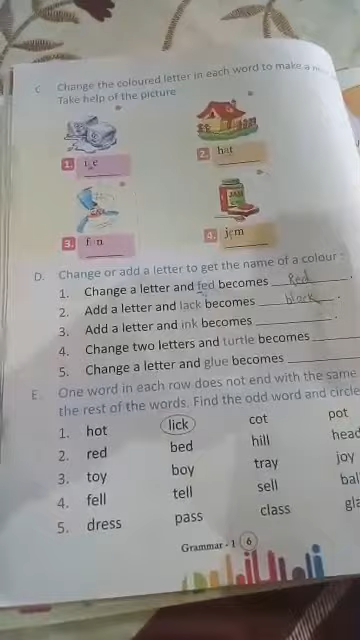 C. Change the coloured letter in each word to make a
Take help of the picture
1. ice
2. hat
3. fan
4. jem
D. Change or add a letter to get the name of a colour :
1. Change a letter and fed becomes Red
2. Add a letter and lack becomes black.
3. Add a letter and ink becomes ________.
4. Change two letters and turtle becomes
5. Change a letter and glue becomes
E. One word in each row does not end with the same
the rest of the words. Find the odd word and circle
1. hot lick cot pot
2. red bed hill head
3. toy boy tray joy
4. fell tell sell
5. dress pass class
Grammar - 1 6